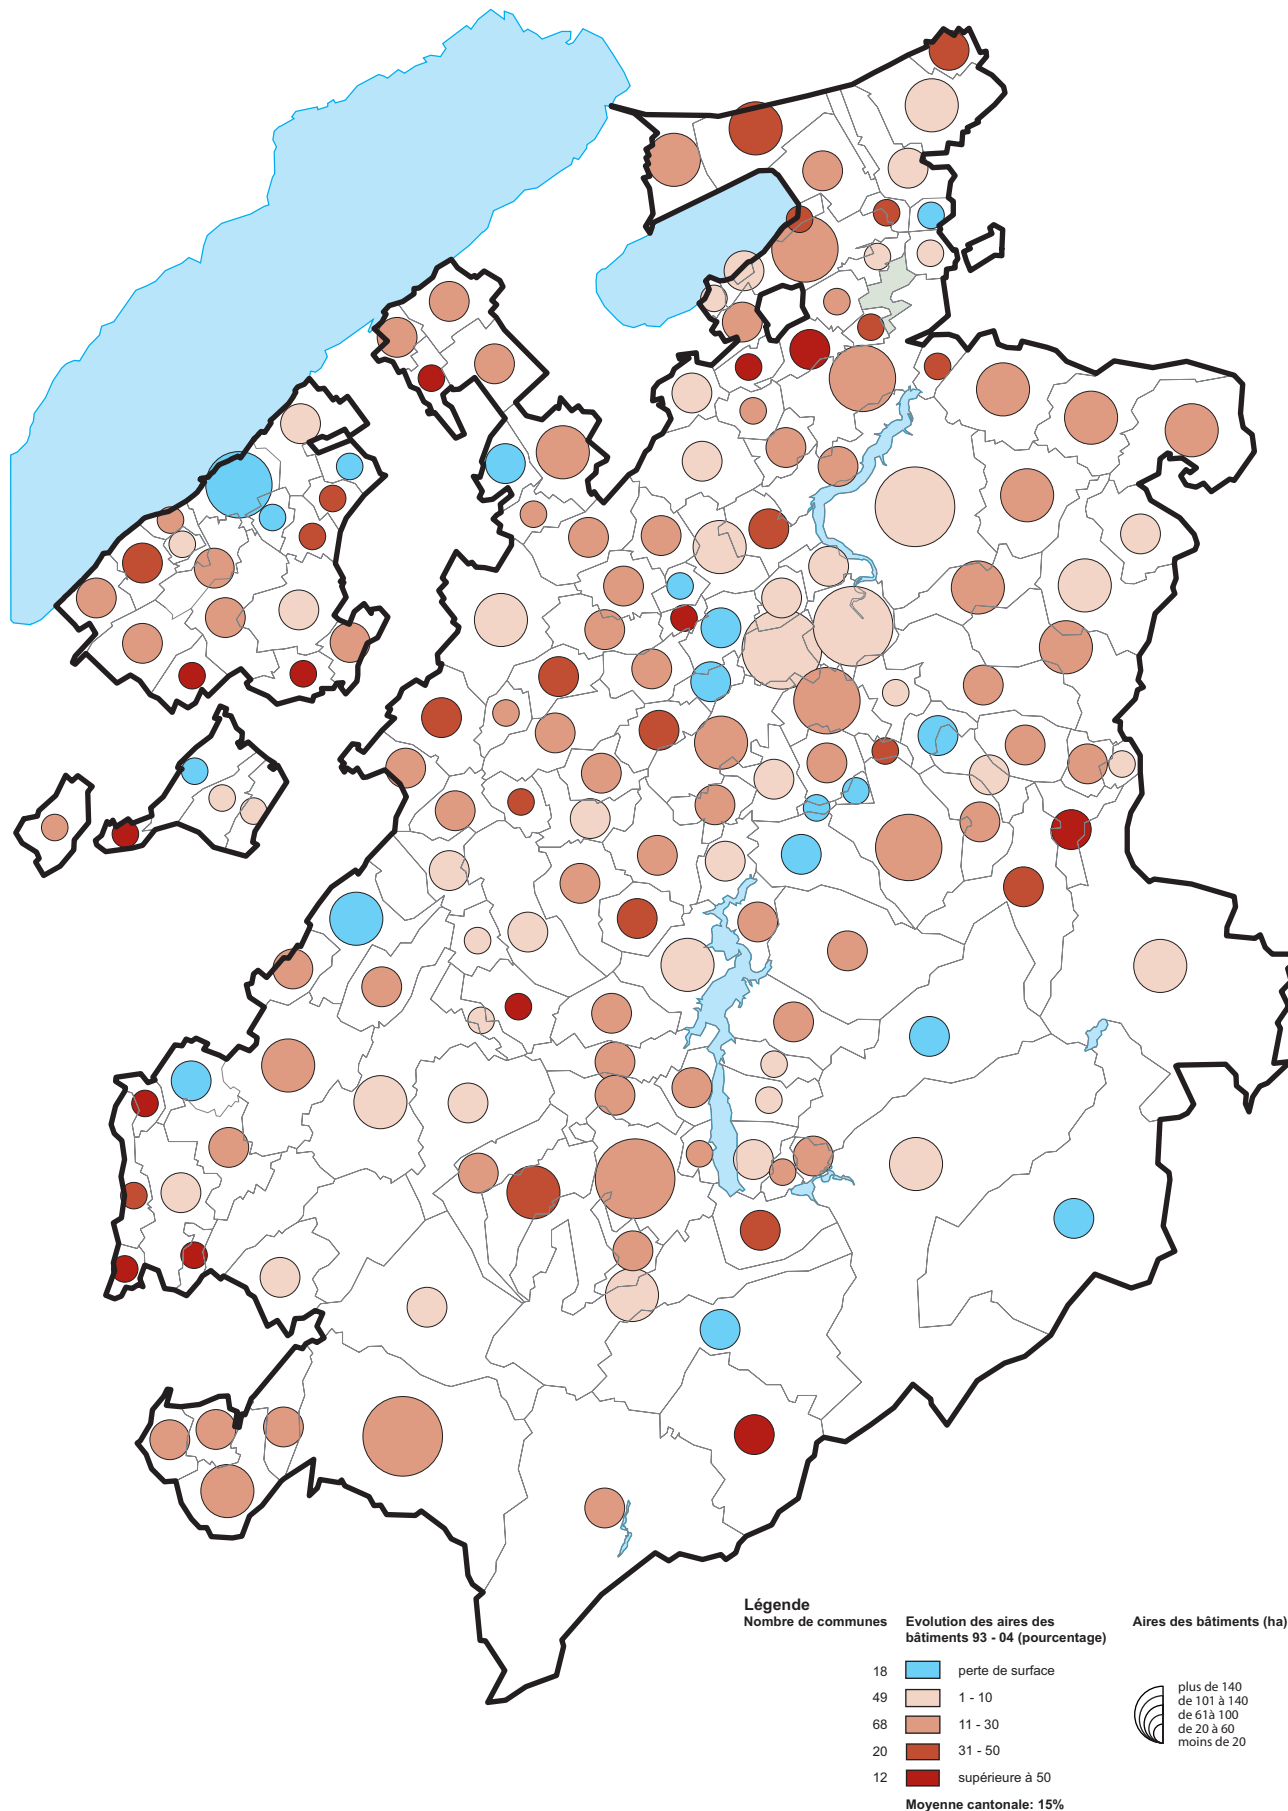 Légende
Nombre de communes
Evolution des aires des
bâtiments 93 - 04 (pourcentage)
Aires des bâtiments (ha)
18 perte de surface
49 1 - 10
68 11 - 30
20 31 - 50
12 supérieure à 50
Moyenne cantonale: 15%
plus de 140
de 101 à 140
de 61à 100
de 20 à 60
moins de 20